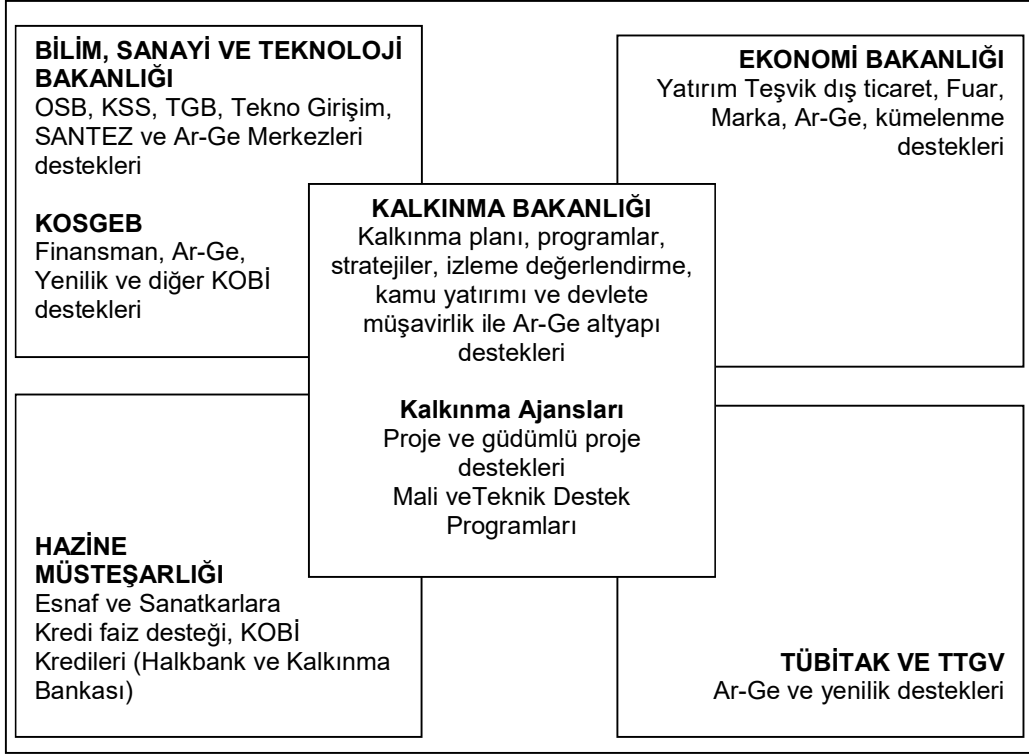 BİLİM, SANAYİ VE TEKNOLOJİ
BAKANLIĞI
OSB, KSS, TGB, Tekno Girişim,
SANTEZ ve Ar-Ge Merkezleri
destekleri
KOSGEB
Finansman, Ar-Ge,
Yenilik ve diğer KOBİ
destekleri
EKONOMİ BAKANLIĞI
Yatırım Teşvik dış ticaret, Fuar,
Marka, Ar-Ge, kümelenme
destekleri
KALKINMA BAKANLIĞI
Kalkınma planı, programlar,
stratejiler, izleme değerlendirme,
kamu yatırımı ve devlete
müşavirlik ile Ar-Ge altyapı
destekleri
Kalkınma Ajansları
Proje ve güdümlü proje
destekleri
Mali veTeknik Destek
Programları
HAZİNE
MÜSTEŞARLIĞI
Esnaf ve Sanatkarlara
Kredi faiz desteği, KOBİ
Kredileri (Halkbank ve Kalkınma
Bankası)
TÜBİTAK VE TTGV
Ar-Ge ve yenilik destekleri